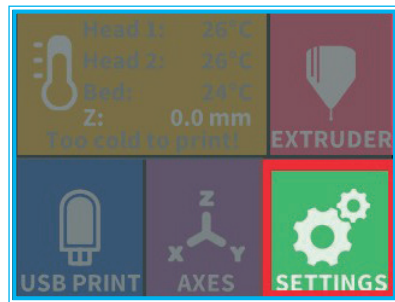 Head 1: 26°C
Head 2: 26°C
Bed: 24°C
Z: 0.0 mm
Too cold to print!
EXTRUDER
USB PRINT
Z
X Y
AXES
SETTINGS